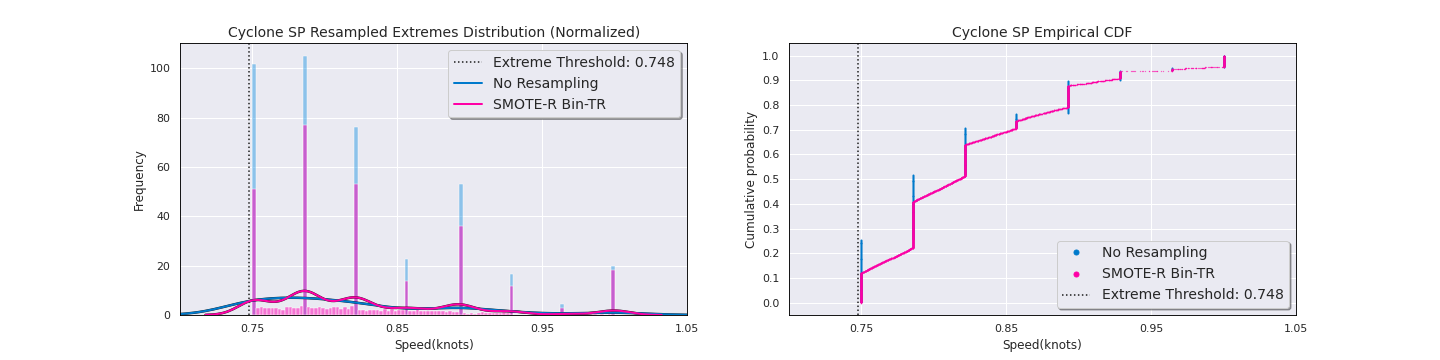 Cyclone SP Resampled Extremes Distribution (Normalized)
Frequency
100
80
60
40
20
0
Extreme Threshold: 0.748
No Resampling
SMOTE-R Bin-TR
0.75
0.85
0.95
1.05
Speed(knots)
Cyclone SP Empirical CDF
Cumulative probability
1.0
0.9
0.8
0.7
0.6
0.5
0.4
0.3
0.2
0.1
0.0
No Resampling
SMOTE-R Bin-TR
Extreme Threshold: 0.748
0.75
0.85
0.95
1.05
Speed(knots)